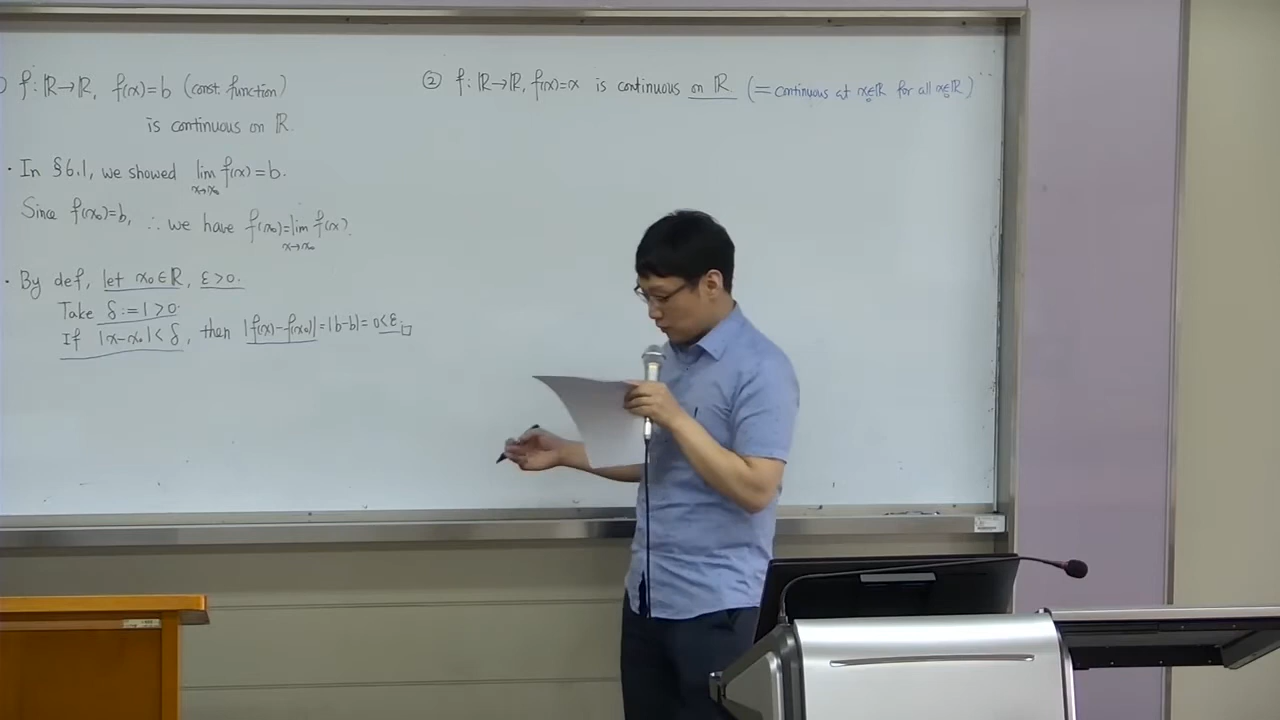 ) f: ℝ→ℝ, f(x)=b (const. function)
is continuous on ℝ.
· In §6.1, we showed lim f(x)=b.
x→x₀
Since f(x₀)=b, ∴ we have f(x₀)=lim f(x).
x→x₀
· By def, let x₀∈ℝ, ε>0.
Take δ:=1>0.
If |x-x₀|<δ, then |f(x)-f(x₀)|=|b-b|=0<ε. □
② f: ℝ→ℝ, f(x)=x is continuous on ℝ. (= continuous at x₀∈ℝ for all x₀∈ℝ)